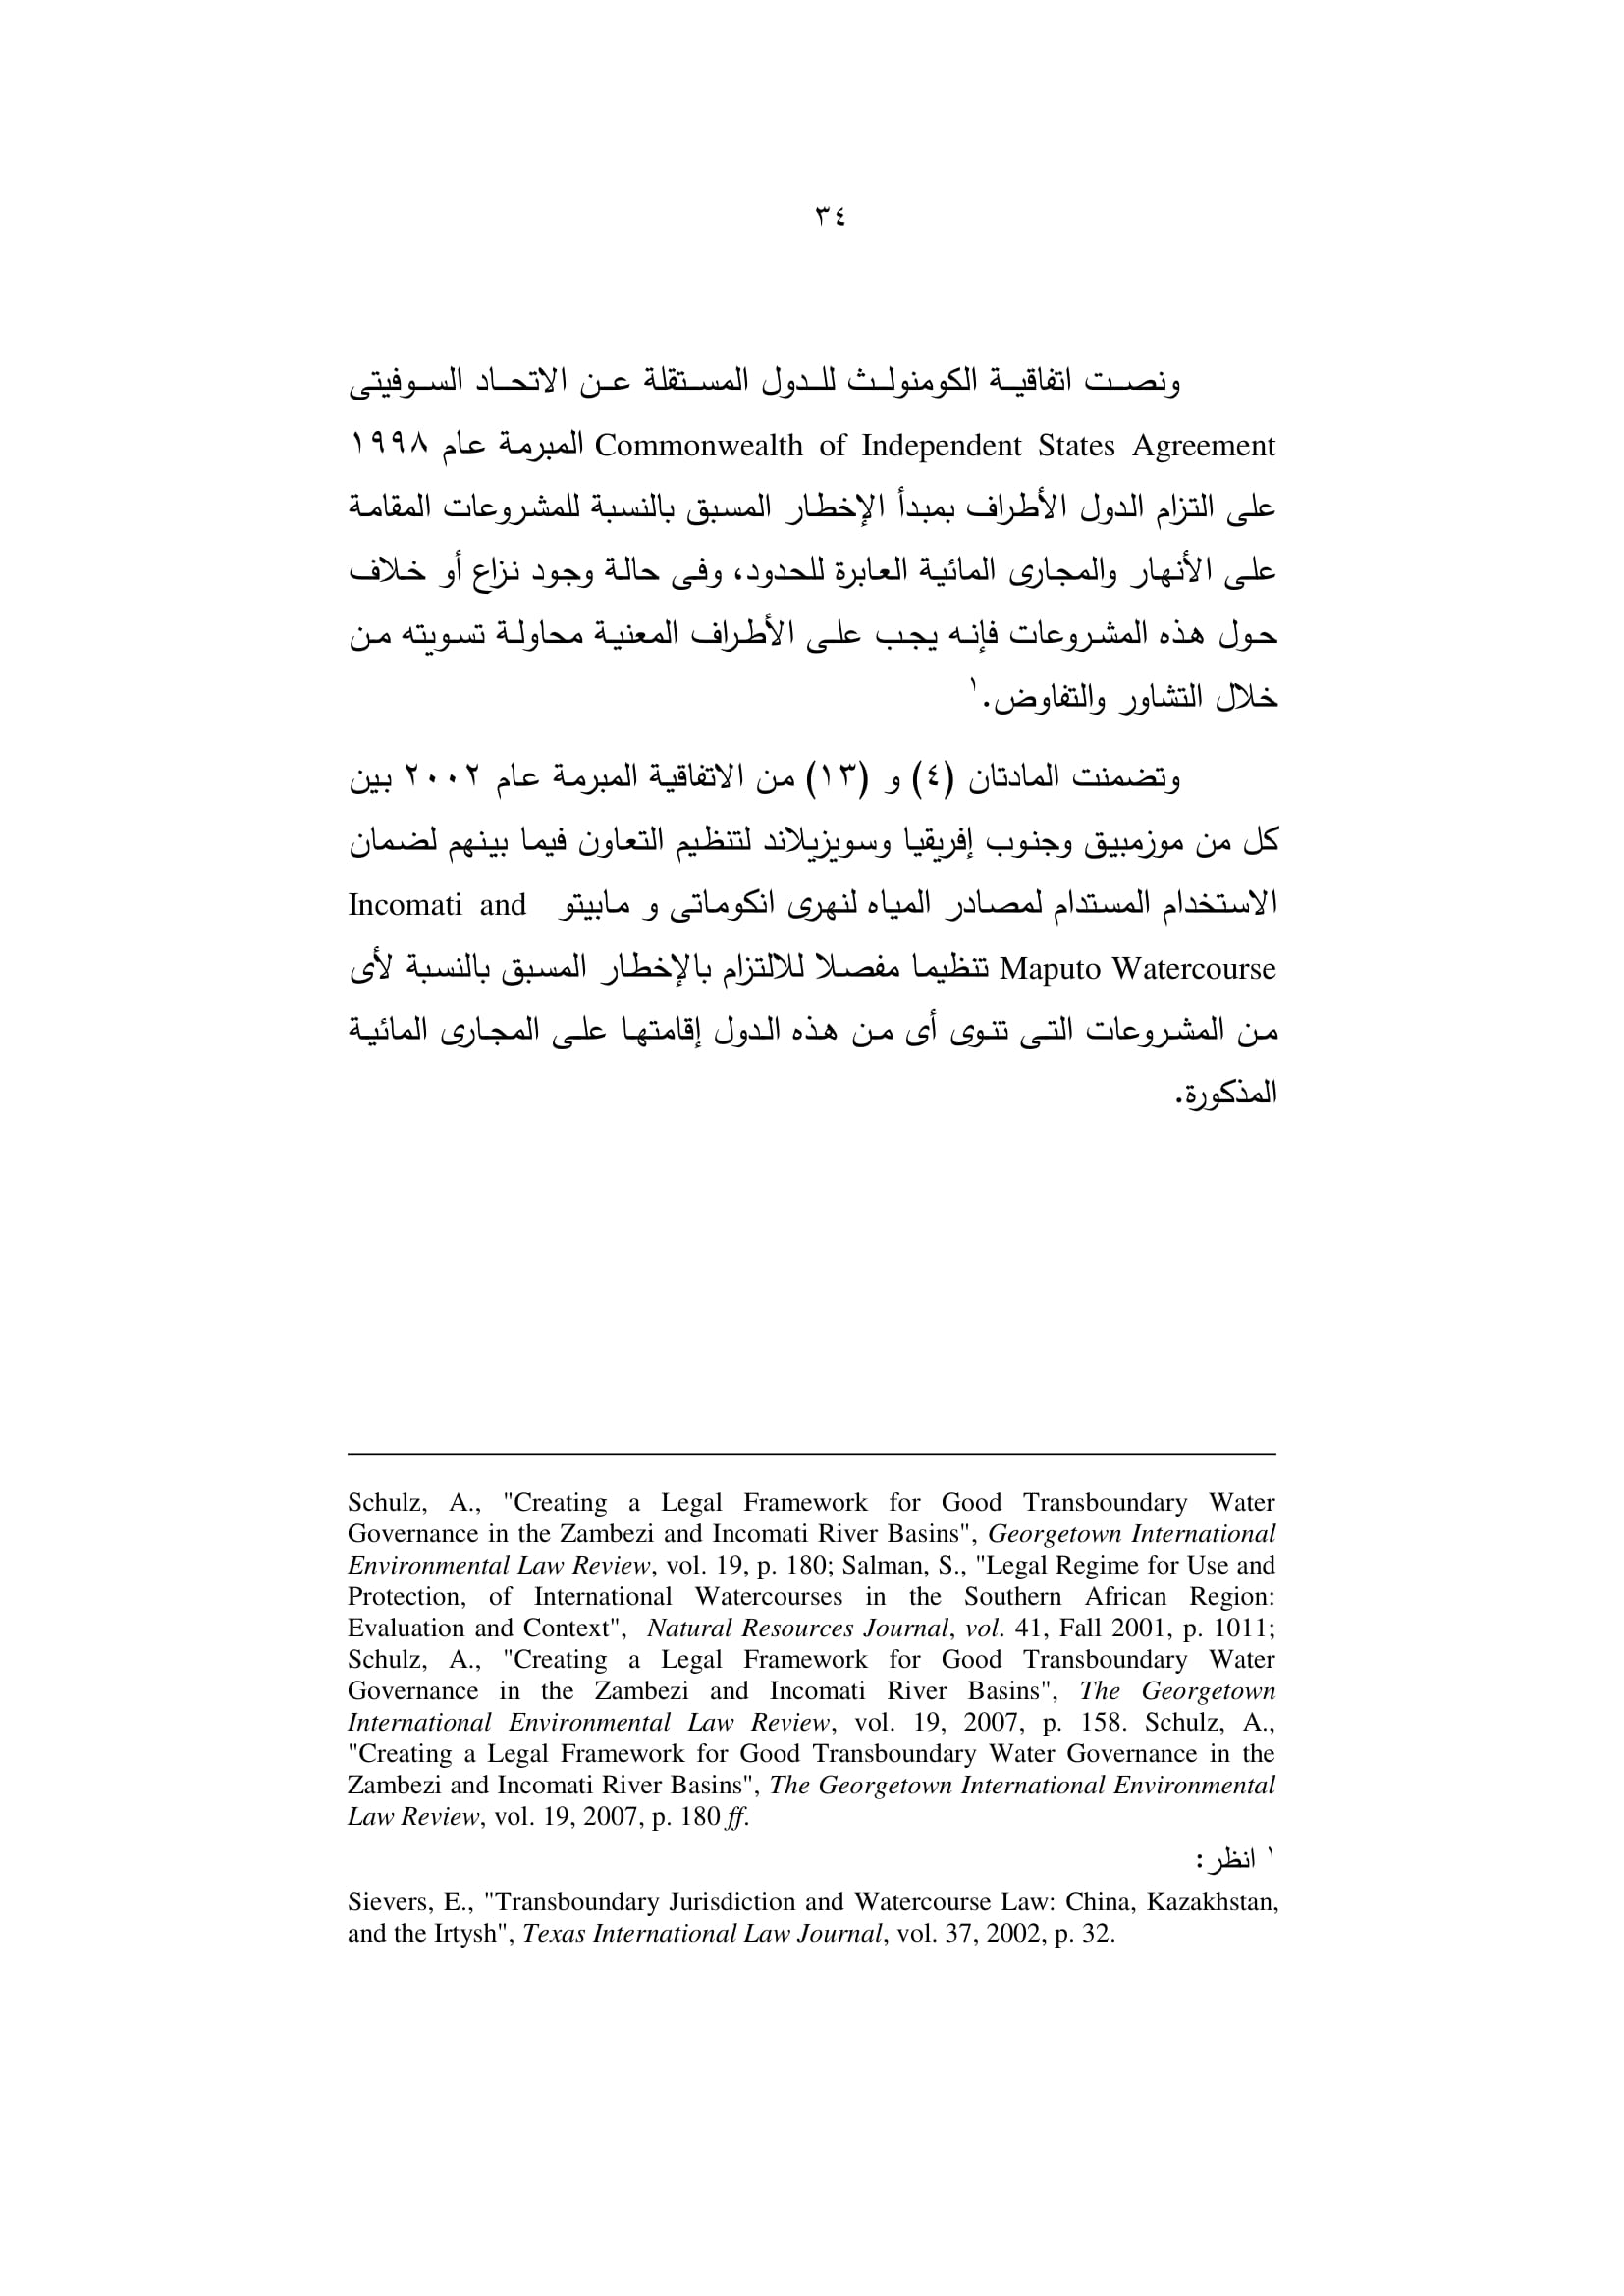 ٣٤
ونصت اتفاقية الكومنولث للدول المستقلة عن الاتحاد السوفيتى
Commonwealth of Independent States Agreement المبرمة عام ١٩٩٨
على التزام الدول الأطراف بمبدأ الإخطار المسبق بالنسبة للمشروعات المقامة
على الأنهار والمجارى المائية العابرة للحدود، وفى حالة وجود نزاع أو خلاف
حول هذه المشروعات فإنه يجب على الأطراف المعنية محاولة تسويته من
خلال التشاور والتفاوض.١
وتضمنت المادتان (٤) و (١٣) من الاتفاقية المبرمة عام ٢٠٠٢ بين
كل من موزمبيق وجنوب إفريقيا وسويزيلاند لتنظيم التعاون فيما بينهم لضمان
الاستخدام المستدام لمصادر المياه لنهرى انكوماتى و مابيتو Incomati and
Maputo Watercourse تنظيما مفصلا للالتزام بالإخطار المسبق بالنسبة لأى
من المشروعات التى تنوى أى من هذه الدول إقامتها على المجارى المائية
المذكورة.
Schulz, A., "Creating a Legal Framework for Good Transboundary Water
Governance in the Zambezi and Incomati River Basins", Georgetown International
Environmental Law Review, vol. 19, p. 180; Salman, S., "Legal Regime for Use and
Protection, of International Watercourses in the Southern African Region:
Evaluation and Context", Natural Resources Journal, vol. 41, Fall 2001, p. 1011;
Schulz, A., "Creating a Legal Framework for Good Transboundary Water
Governance in the Zambezi and Incomati River Basins", The Georgetown
International Environmental Law Review, vol. 19, 2007, p. 158. Schulz, A.,
"Creating a Legal Framework for Good Transboundary Water Governance in the
Zambezi and Incomati River Basins", The Georgetown International Environmental
Law Review, vol. 19, 2007, p. 180 ff.
١ انظر:
Sievers, E., "Transboundary Jurisdiction and Watercourse Law: China, Kazakhstan,
and the Irtysh", Texas International Law Journal, vol. 37, 2002, p. 32.